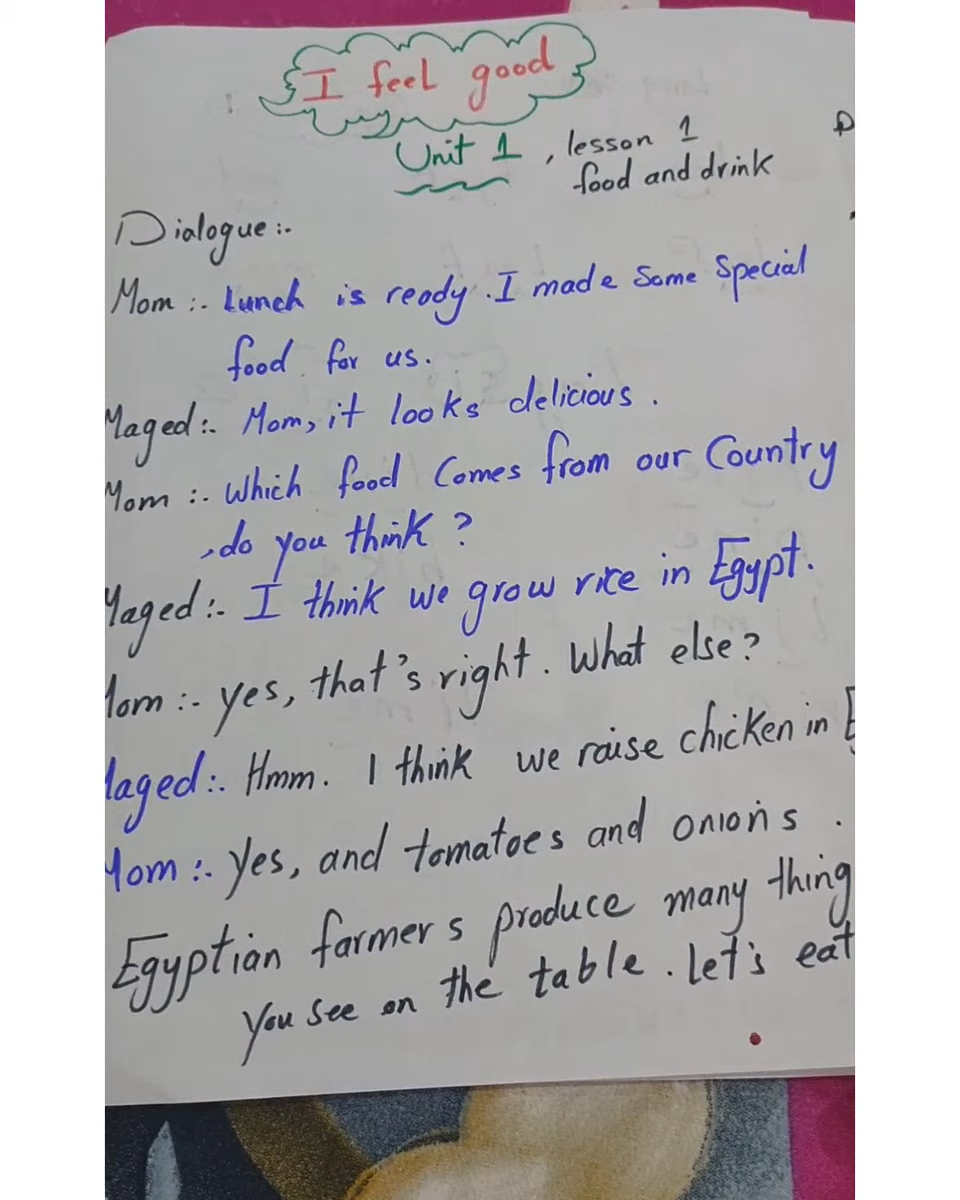 I feel good
Unit 1 , lesson 1
food and drink
Dialogue :-
Mom :- Lunch is ready. I made some special
food for us.
Maged :- Mom, it looks delicious.
Mom :- Which food comes from our country
, do you think ?
Maged :- I think we grow rice in Egypt.
Mom :- yes, that's right. What else?
Maged :- Hmm. I think we raise chicken in E
Mom :- Yes, and tomatoes and onions .
Egyptian farmers produce many thing
you see on the table. Let's eat